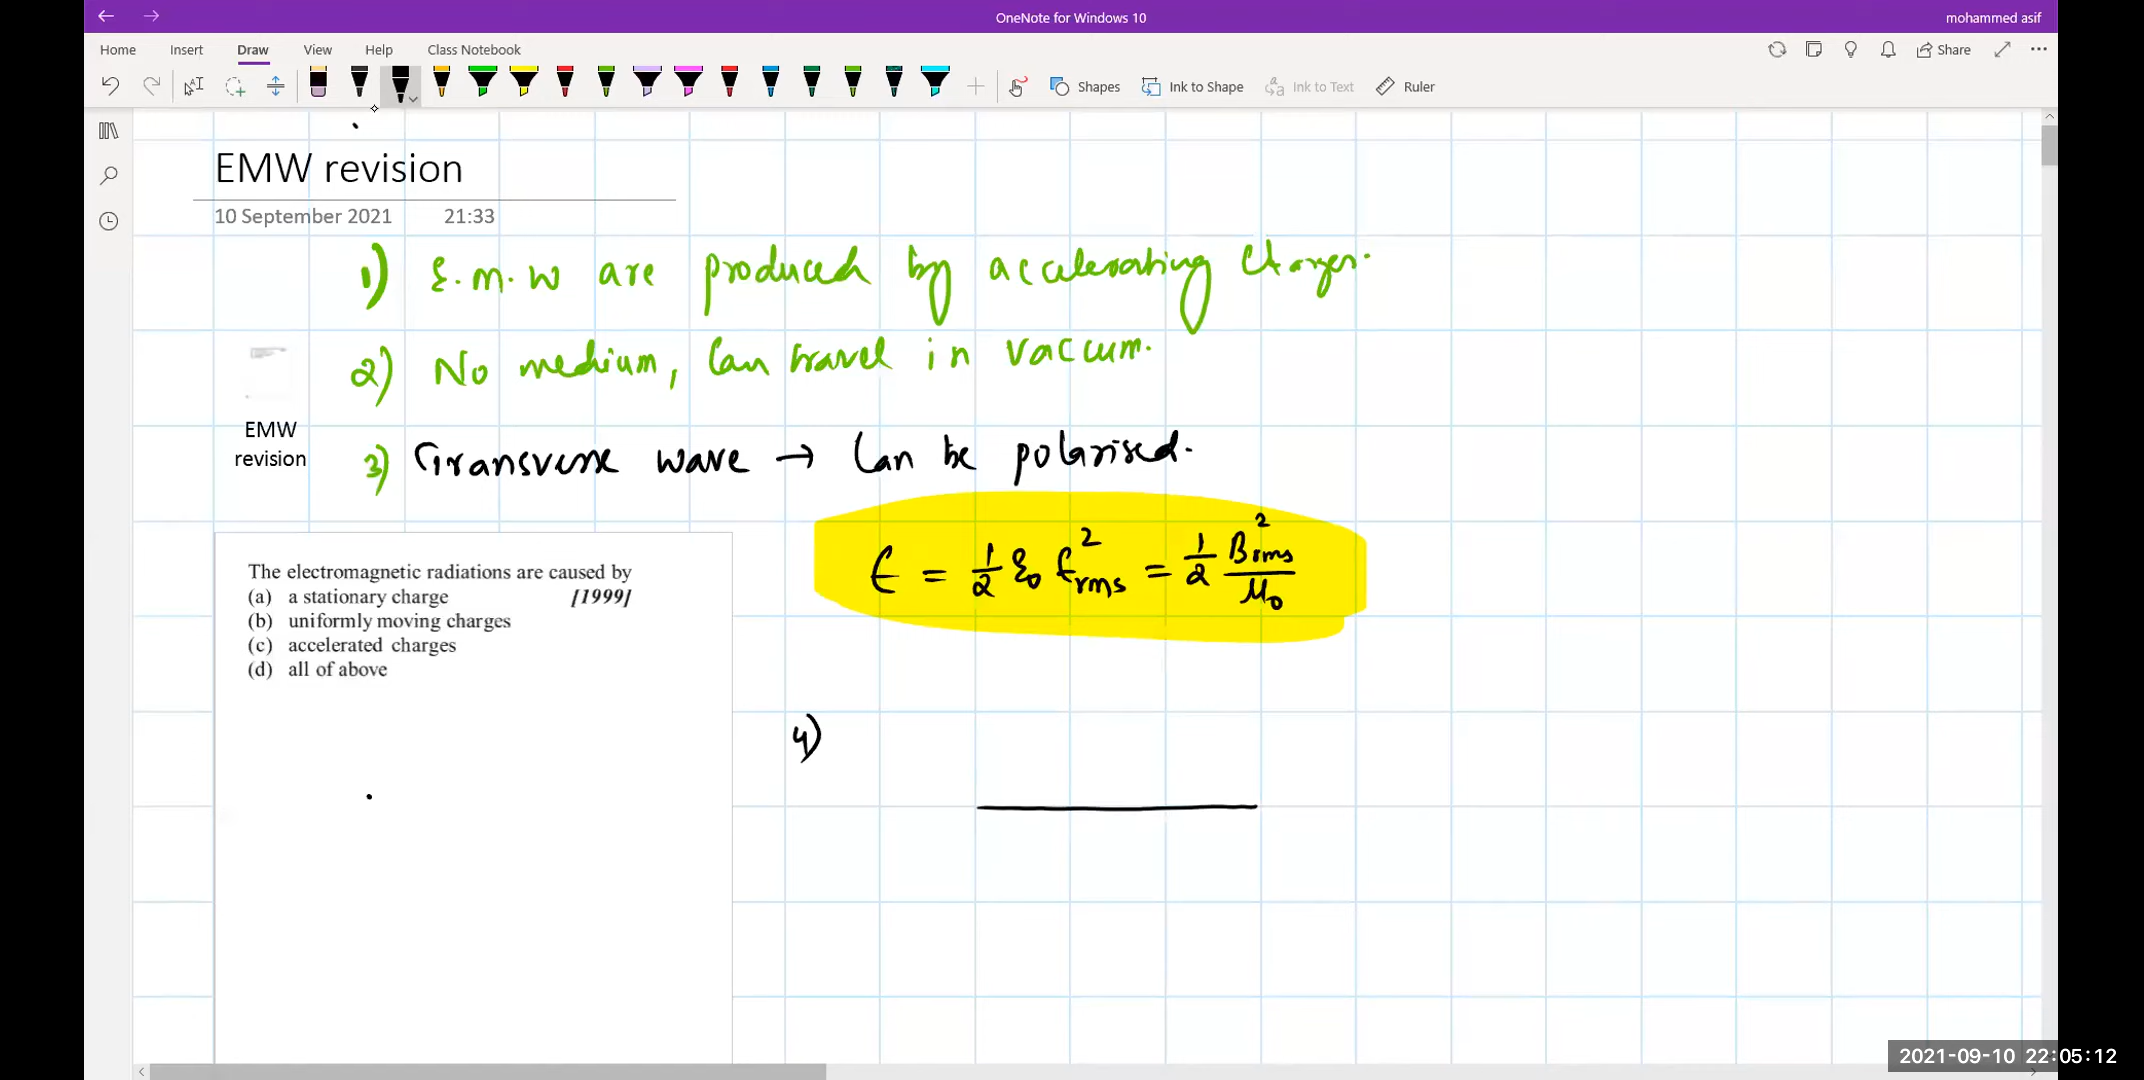 OneNote for Windows 10
mohammed asif
Home Insert Draw View Help Class Notebook
Share
Shapes Ink to Shape Ink to Text Ruler
EMW revision
10 September 2021 21:33
1) E.m.w are produced by accelerating charges.
2) No medium, can travel in vaccum.
EMW
revision
3) Transverse wave → can be polarised.
E = 1/2 ε₀ E²rms = 1/2 B²rms/μ₀
The electromagnetic radiations are caused by
(a) a stationary charge [1999]
(b) uniformly moving charges
(c) accelerated charges
(d) all of above
4)
2021-09-10 22:05:12